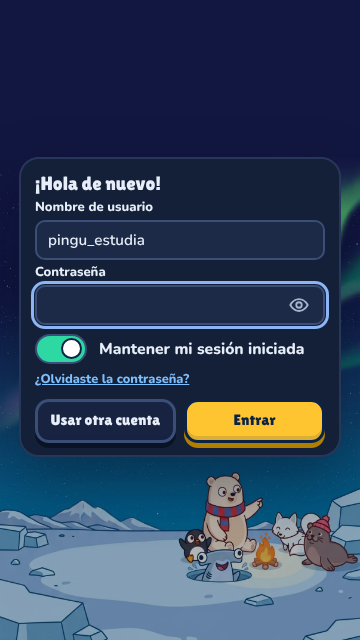 ¡Hola de nuevo!
Nombre de usuario
pingu_estudia
Contraseña
Mantener mi sesión iniciada
¿Olvidaste la contraseña?
Usar otra cuenta
Entrar